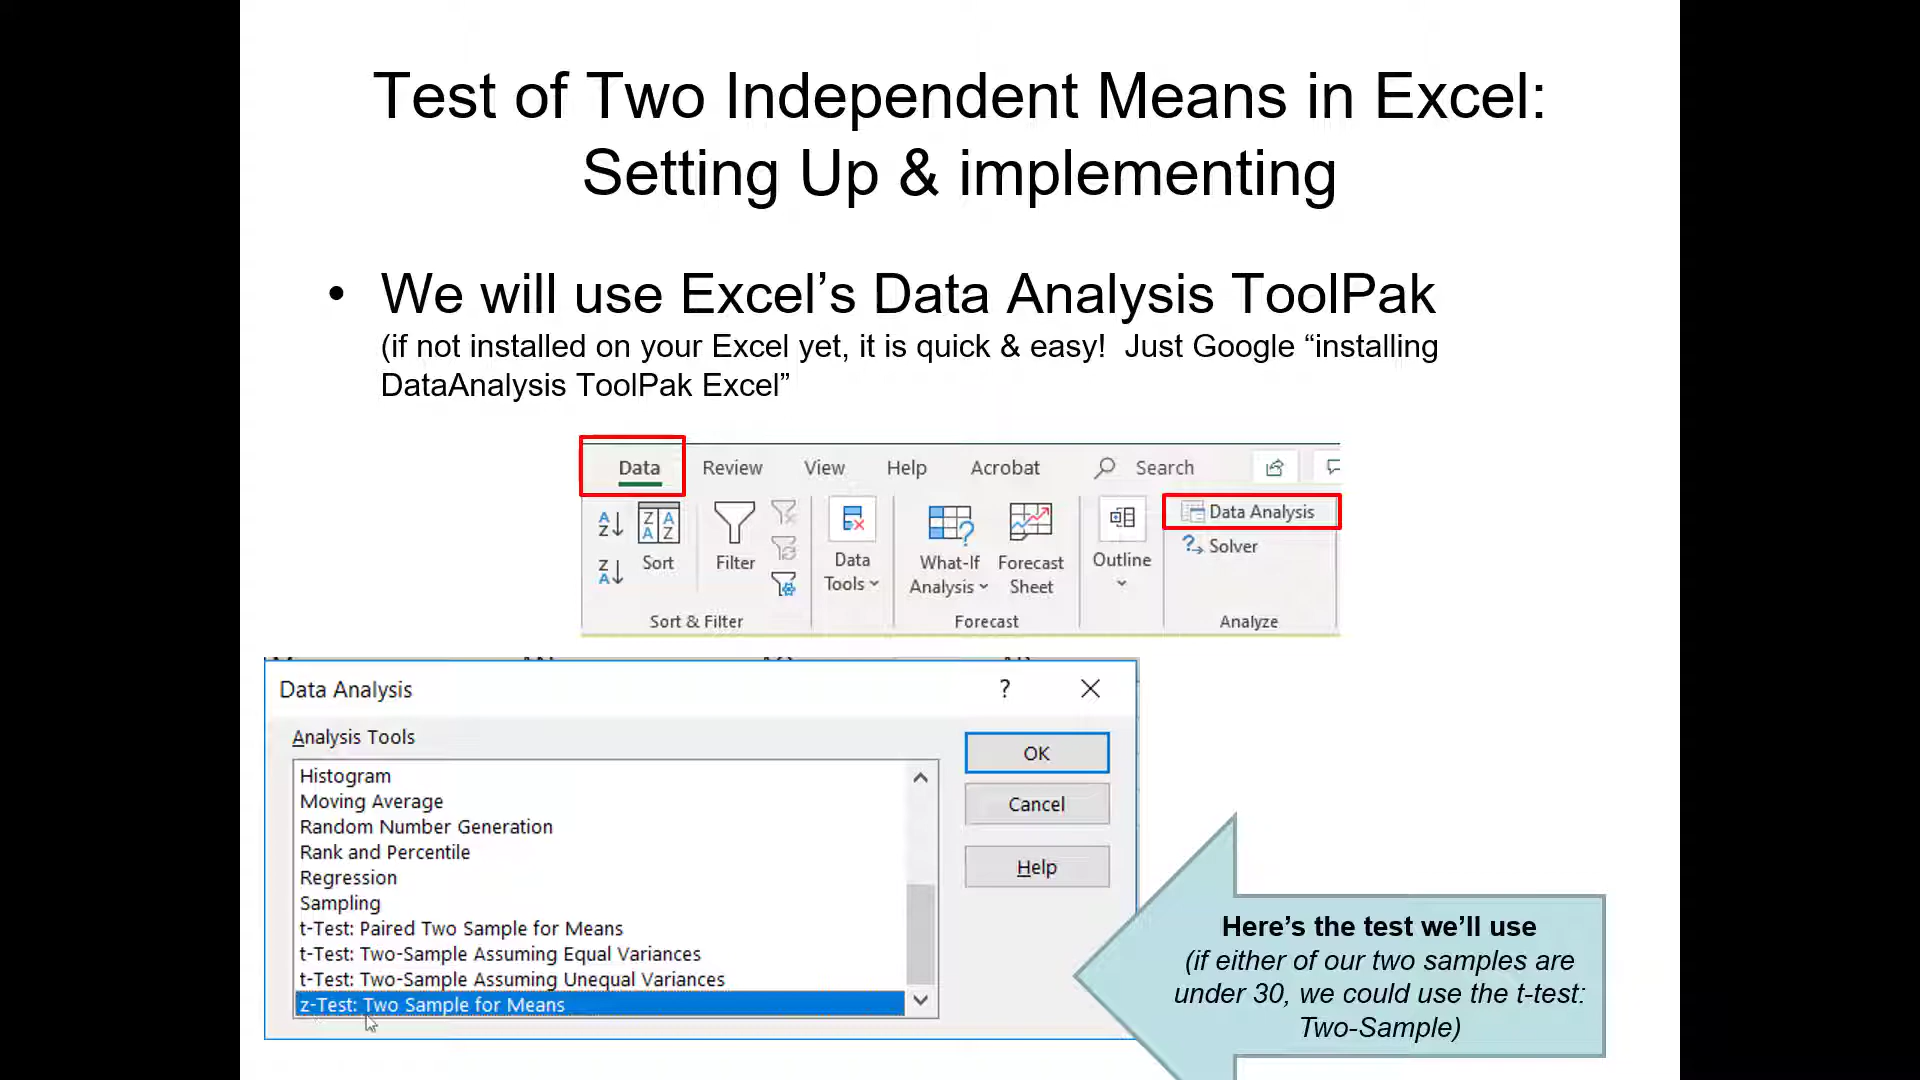 Test of Two Independent Means in Excel:
Setting Up & implementing
• We will use Excel’s Data Analysis ToolPak
(if not installed on your Excel yet, it is quick & easy!  Just Google “installing
DataAnalysis ToolPak Excel”
Data Review View Help Acrobat Search
Data Analysis
Solver
Sort Filter Data Tools What-If Analysis Forecast Sheet Outline
Sort & Filter Forecast Analyze
Data Analysis ?
Analysis Tools
Histogram
Moving Average
Random Number Generation
Rank and Percentile
Regression
Sampling
t-Test: Paired Two Sample for Means
t-Test: Two-Sample Assuming Equal Variances
t-Test: Two-Sample Assuming Unequal Variances
z-Test: Two Sample for Means
OK
Cancel
Help
Here’s the test we’ll use
(if either of our two samples are
under 30, we could use the t-test:
Two-Sample)